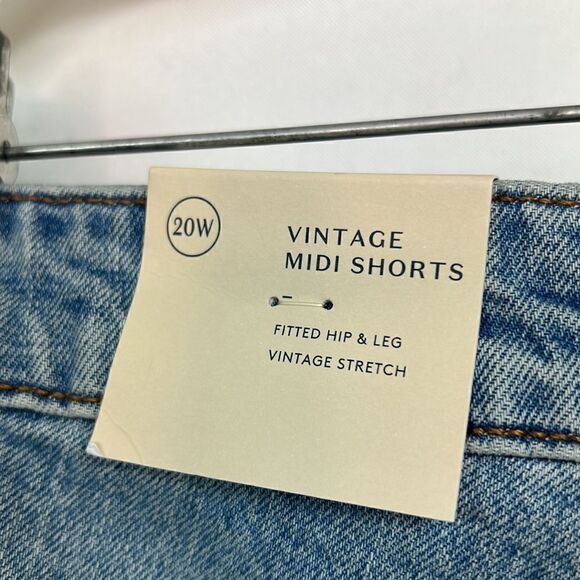 20W
VINTAGE
MIDI SHORTS
FITTED HIP & LEG
VINTAGE STRETCH